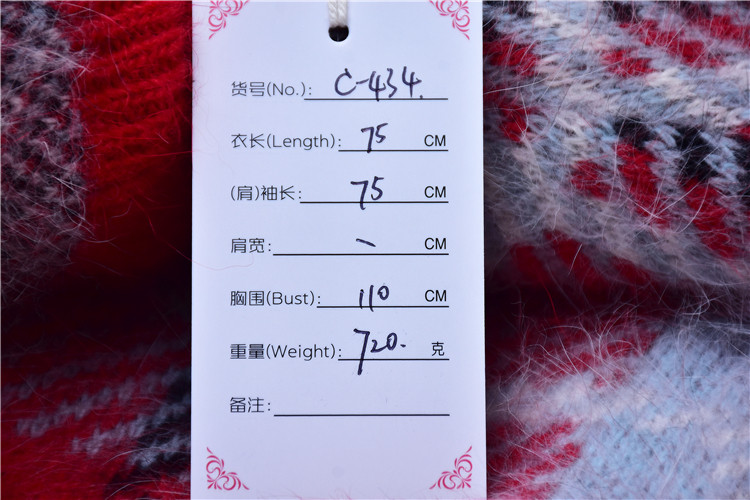 货号(No.): C-434.
衣长(Length): 75 CM
(肩)袖长: 75 CM
肩宽: - CM
胸围(Bust): 110 CM
重量(Weight): 720. 克
备注: